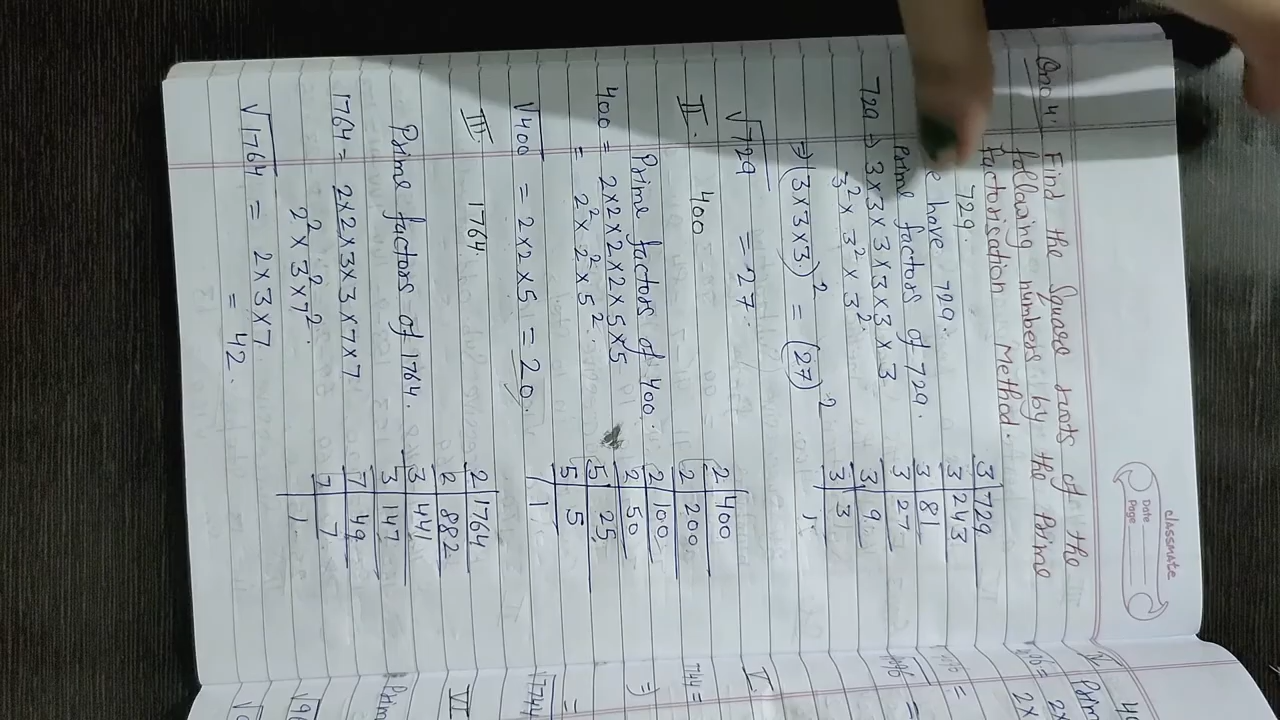 classmate
Date
Page
Qno 4. Find the Square roots of the
following numbers by the Prime
factorisation Method.
729.
have 729.
Prime factors of 729.
729 → 3×3×3×3×3×3
3²×3²×3².
⇒ (3×3×3)² = (27)²
√729 = 27.
3 729
3 243
3 81
3 27
3 9
3 3
1
II. 400
Prime factors of 400.
400 = 2×2×2×2×5×5
= 2²×2²×5².
√400 = 2×2×5 = 20.
2 400
2 200
2 100
2 50
5 25
5 5
1
III. 1764.
Prime factors of 1764.
1764 = 2×2×3×3×7×7
2²×3²×7².
√1764 = 2×3×7.
= 42.
2 1764
2 882
3 441
3 147
7 49
7 7
1.
V.
744 =
⇒
√7744
=
VI
Prim